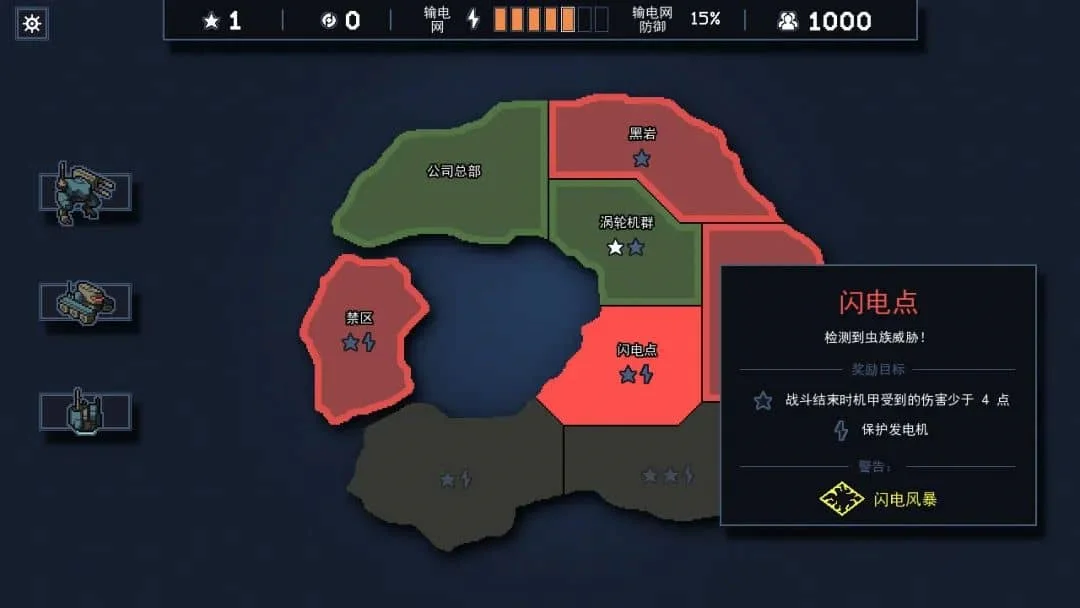 1
0
输电
网
输电网
防御
15%
1000
公司总部
黑岩
涡轮机群
禁区
闪电点
闪电点
检测到虫族威胁!
奖励目标
战斗结束时机甲受到的伤害少于 4 点
保护发电机
警告:
闪电风暴